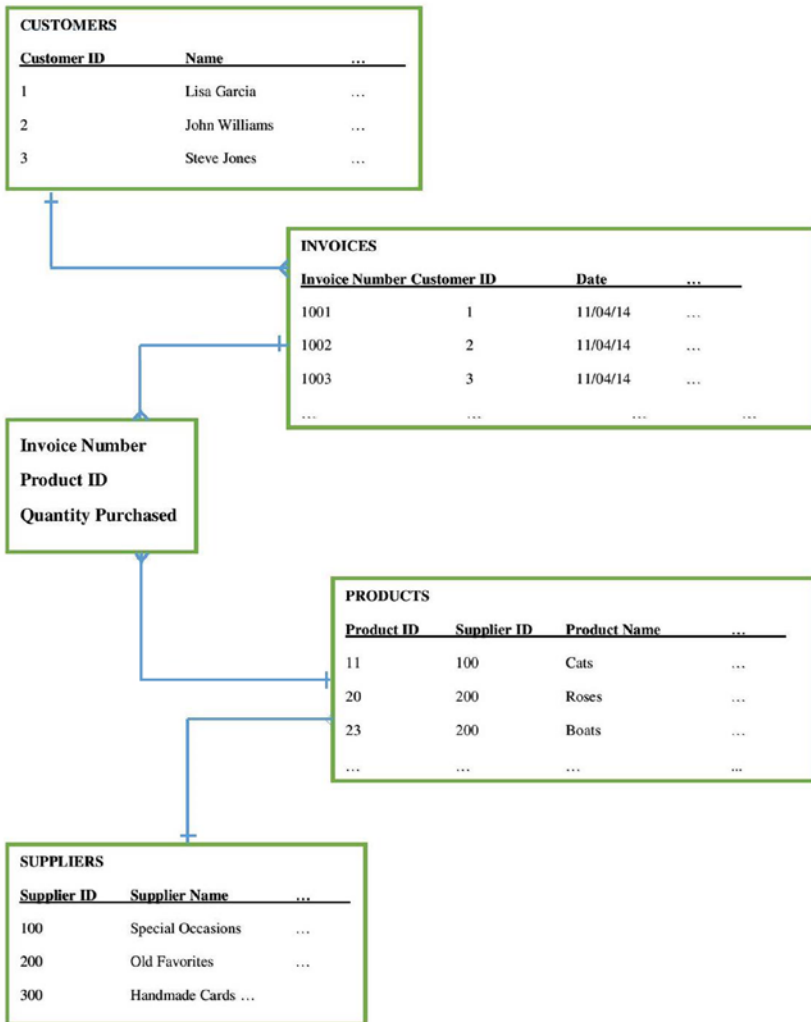 CUSTOMERS
Customer ID Name ...
1 Lisa Garcia ...
2 John Williams ...
3 Steve Jones ...
INVOICES
Invoice Number Customer ID Date ...
1001 1 11/04/14 ...
1002 2 11/04/14 ...
1003 3 11/04/14 ...
... ... ... ...
Invoice Number
Product ID
Quantity Purchased
PRODUCTS
Product ID Supplier ID Product Name ...
11 100 Cats ...
20 200 Roses ...
23 200 Boats ...
... ... ... ...
SUPPLIERS
Supplier ID Supplier Name ...
100 Special Occasions ...
200 Old Favorites ...
300 Handmade Cards ...